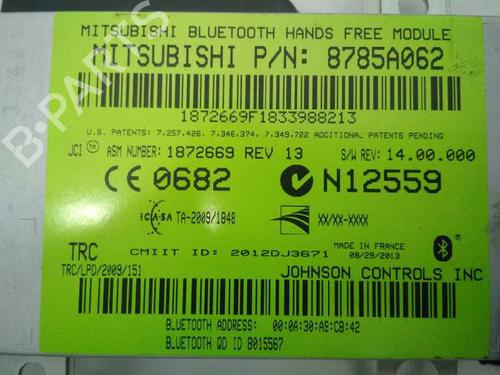 MITSUBISHI BLUETOOTH HANDS FREE MODULE
MITSUBISHI P/N: 8785A062
1872669F1833988213
U.S. PATENTS: 7,257,426, 7,346,374, 7,349,722 ADDITIONAL PATENTS PENDING
JCI TM ASM NUMBER: 1872669 REV 13 S/W REV: 14.00.000
CE 0682 N12559
ICASA TA-2009/1848 XX/XX-XXXX
TRC CMIIT ID: 2012DJ3671 MADE IN FRANCE
TRC/LPD/2009/151 08/29/2013
JOHNSON CONTROLS INC
BLUETOOTH ADDRESS: 00:0A:30:A5:CB:42
BLUETOOTH QD ID B015567
B-PARTS